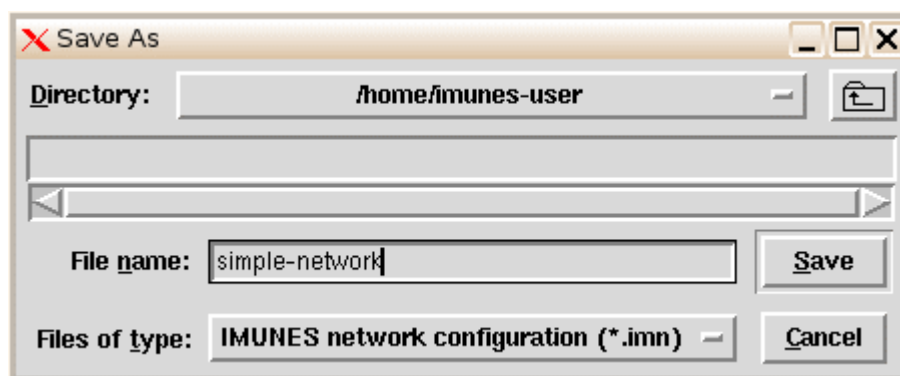 Save As
Directory: /home/imunes-user
File name: simple-network Save
Files of type: IMUNES network configuration (*.imn) Cancel